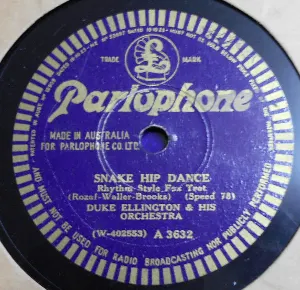 TRADE MARK
Parlophone
MADE IN AUSTRALIA
FOR PARLOPHONE CO. LTD.
SNAKE HIP DANCE
Rhythm Style Fox Trot
(Rozaf-Waller-Brooks) (Speed 78)
DUKE ELLINGTON & HIS
ORCHESTRA
(W-402553) A 3632
AND MUST NOT BE USED FOR RADIO BROADCASTING NOR PUBLICLY PERFORMED